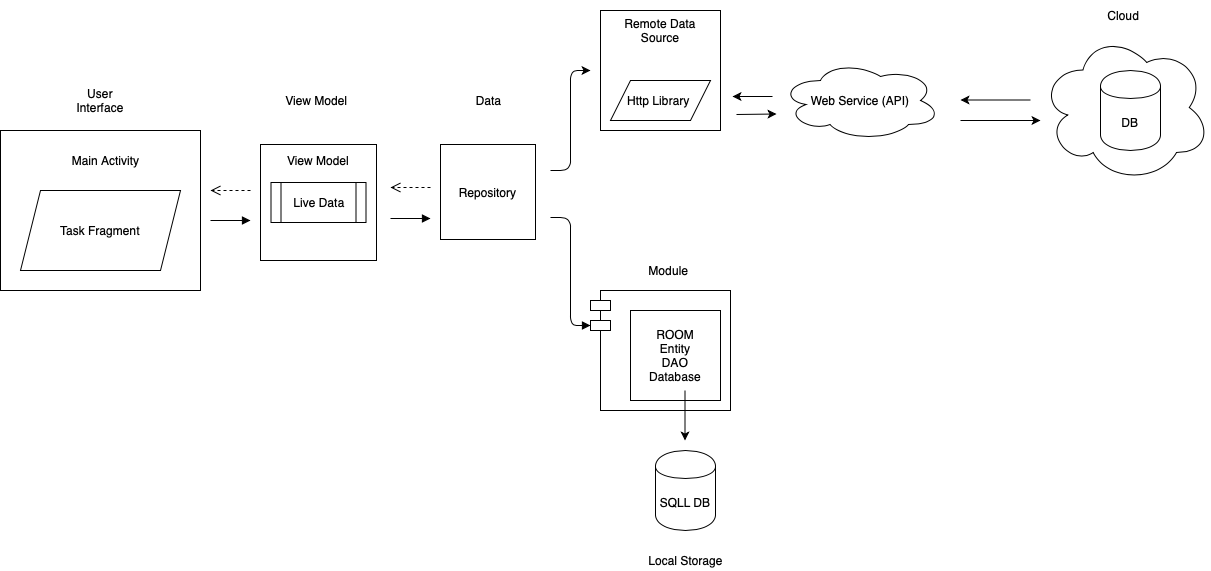 User
Interface
Main Activity
Task Fragment
View Model
View Model
Live Data
Data
Repository
Remote Data
Source
Http Library
Web Service (API)
Cloud
DB
Module
ROOM
Entity
DAO
Database
SQLL DB
Local Storage